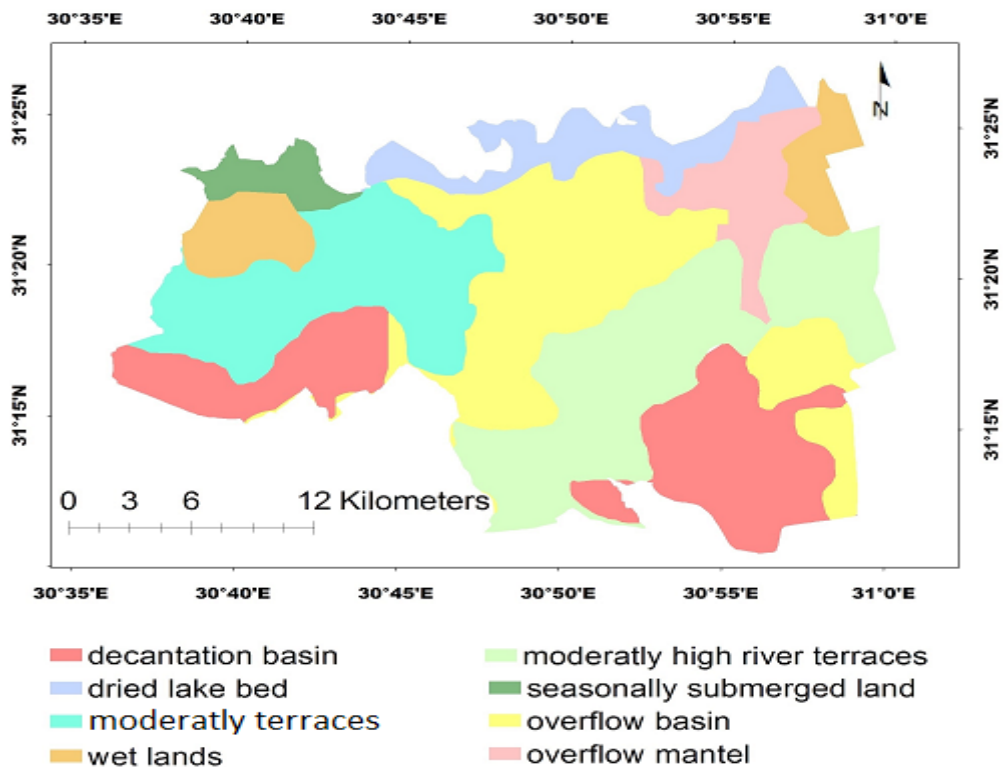 30°35'E 30°40'E 30°45'E 30°50'E 30°55'E 31°0'E
31°25'N 31°25'N
N
31°20'N 31°20'N
31°15'N 31°15'N
0 3 6 12 Kilometers
30°35'E 30°40'E 30°45'E 30°50'E 30°55'E 31°0'E
decantation basin moderatly high river terraces
dried lake bed seasonally submerged land
moderatly terraces overflow basin
wet lands overflow mantel